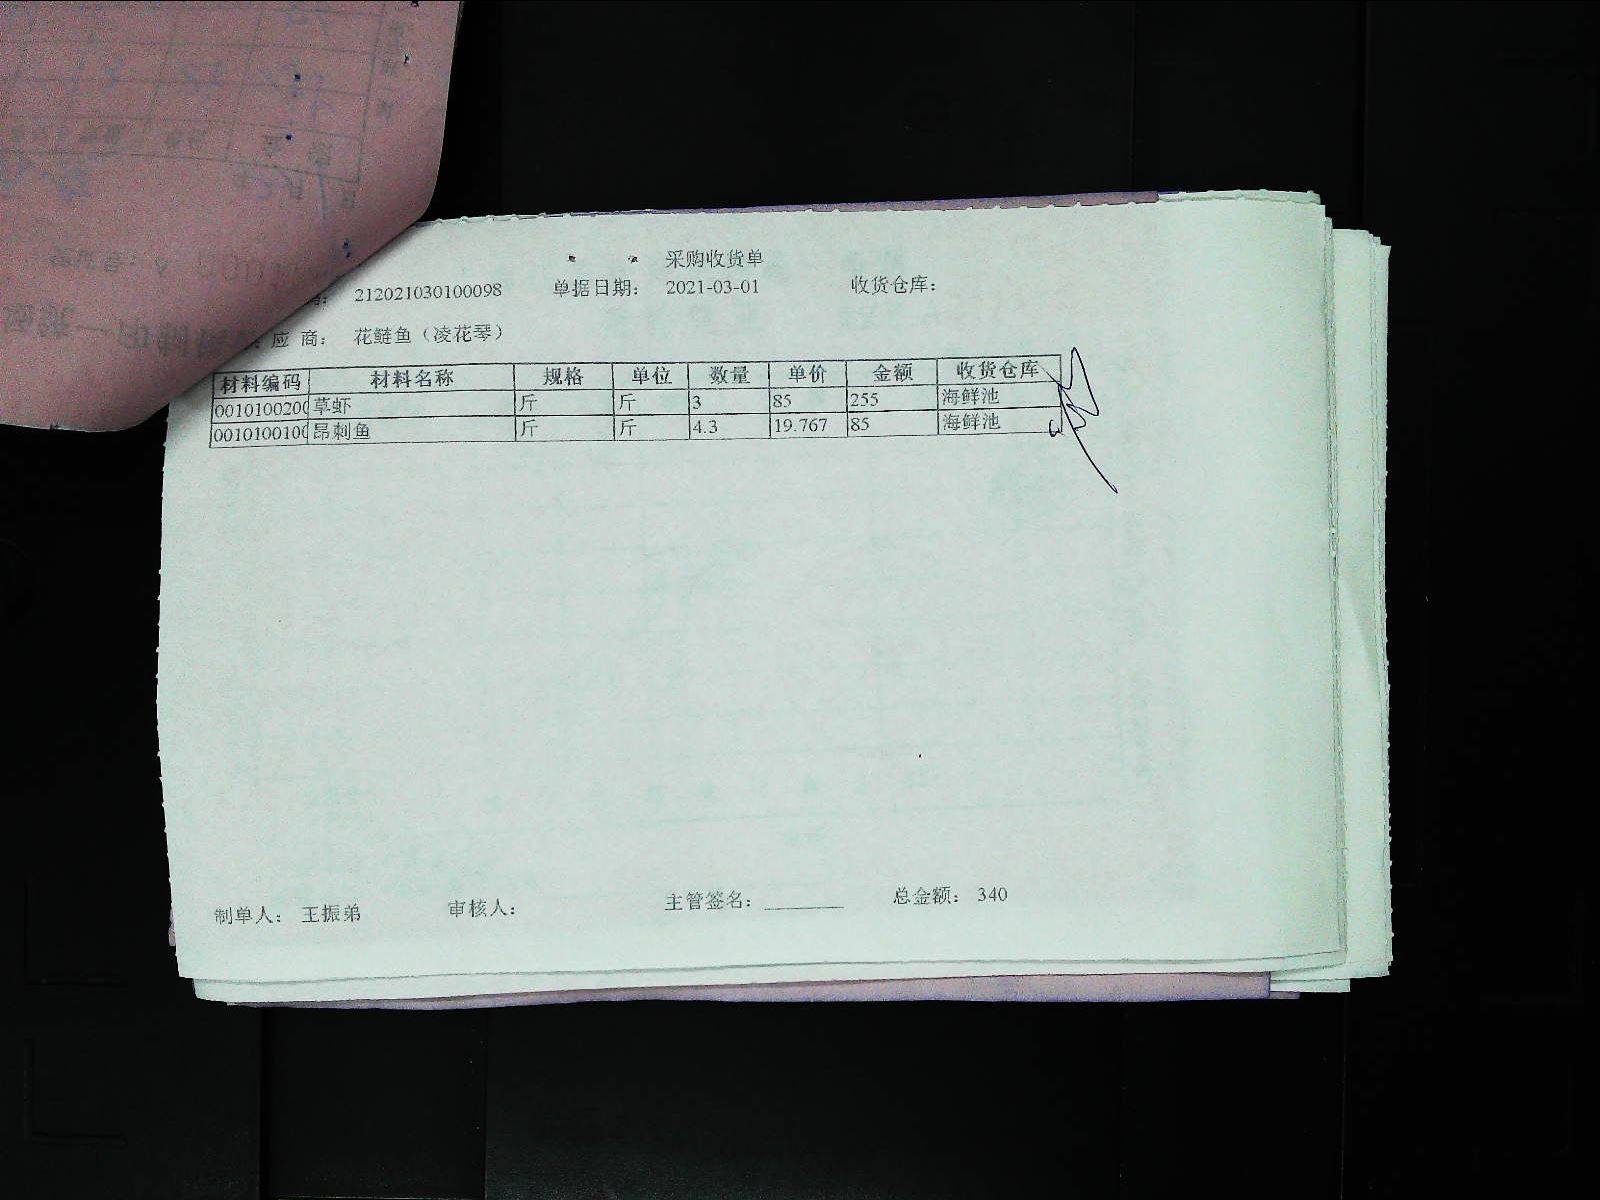 采购收货单
212021030100098 单据日期: 2021-03-01 收货仓库:
应 商: 花鲢鱼（凌花琴）
材料编码 材料名称 规格 单位 数量 单价 金额 收货仓库
0010100200 草虾 斤 斤 3 85 255 海鲜池
0010100100 昂刺鱼 斤 斤 4.3 19.767 85 海鲜池
制单人: 王振弟 审核人: 主管签名: ________ 总金额: 340